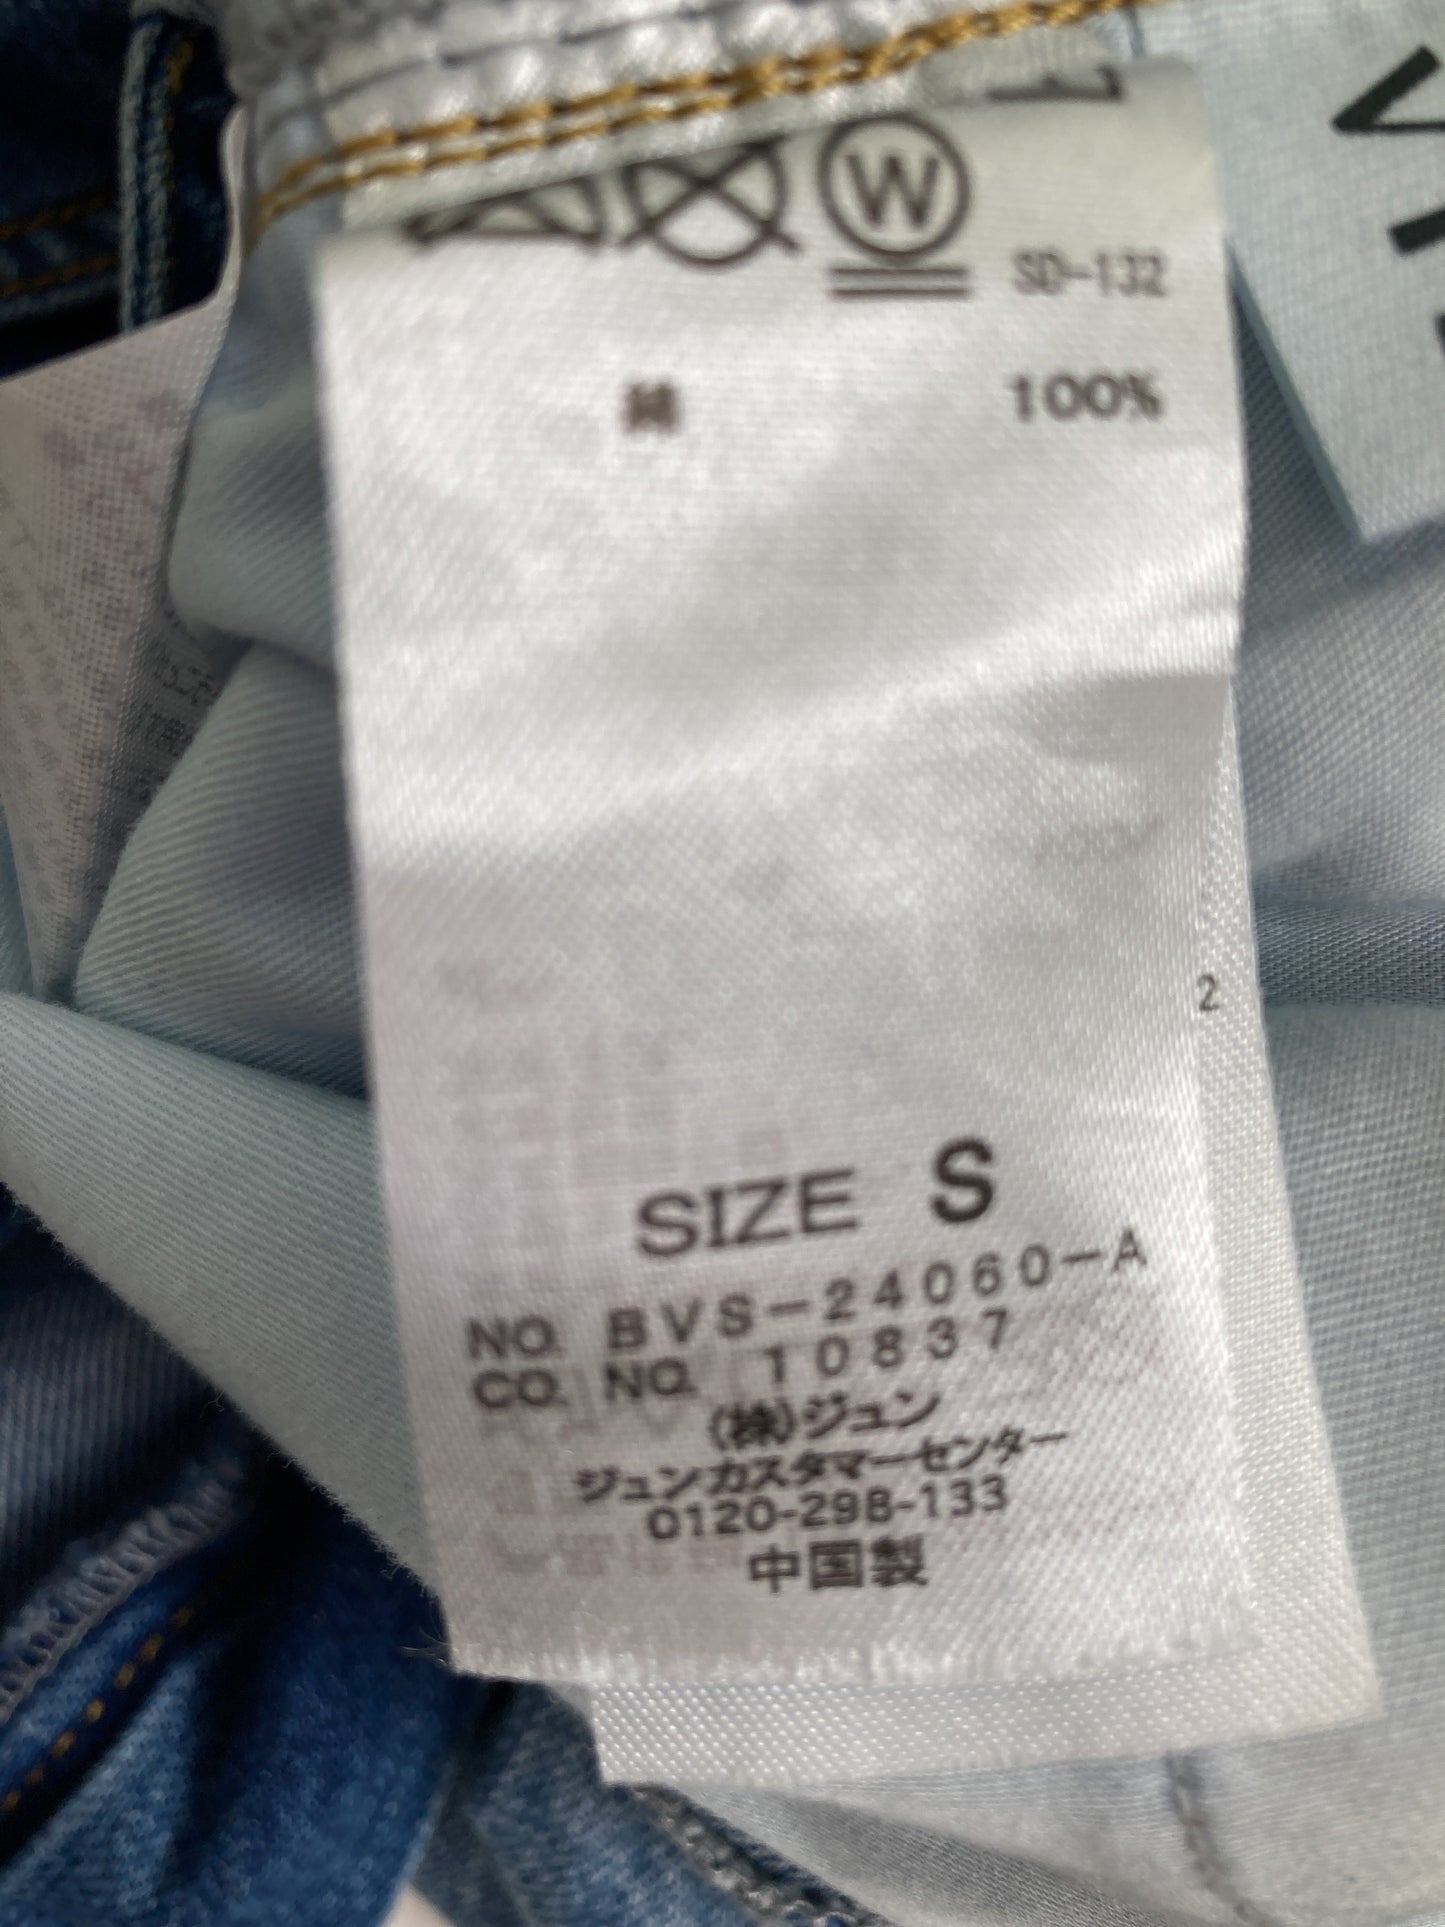 W
SD-132
綿 100%
2
SIZE S
NO. BVS-24060-A
CO. NO. 10837
(株)ジュン
ジュンカスタマーセンター
0120-298-133
中国製